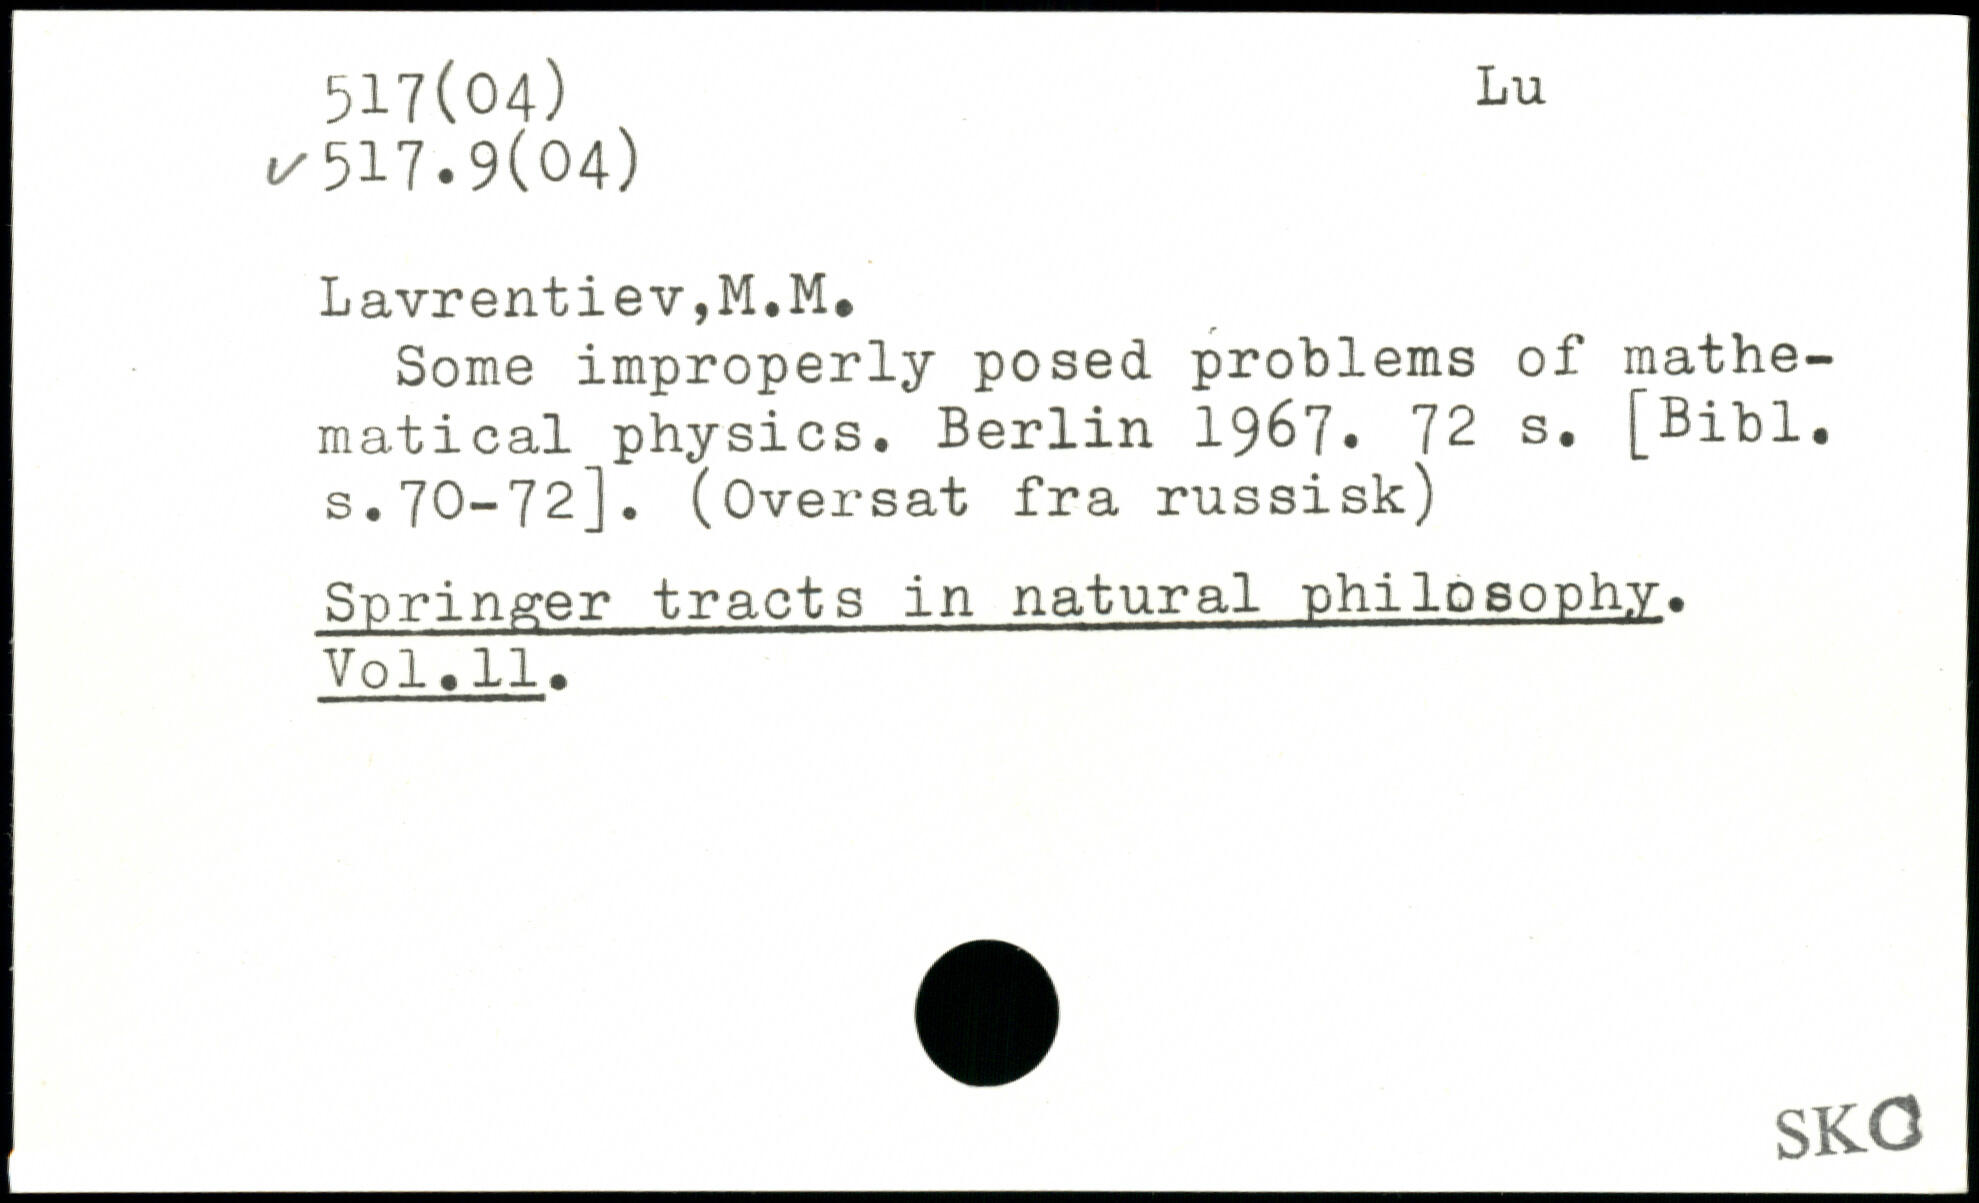 517(04) Lu
✓ 517.9(04)
Lavrentiev,M.M.
Some improperly posed problems of mathe-
matical physics. Berlin 1967. 72 s. [Bibl.
s.70-72]. (Oversat fra russisk)
Springer tracts in natural philosophy.
Vol.11.
SKO